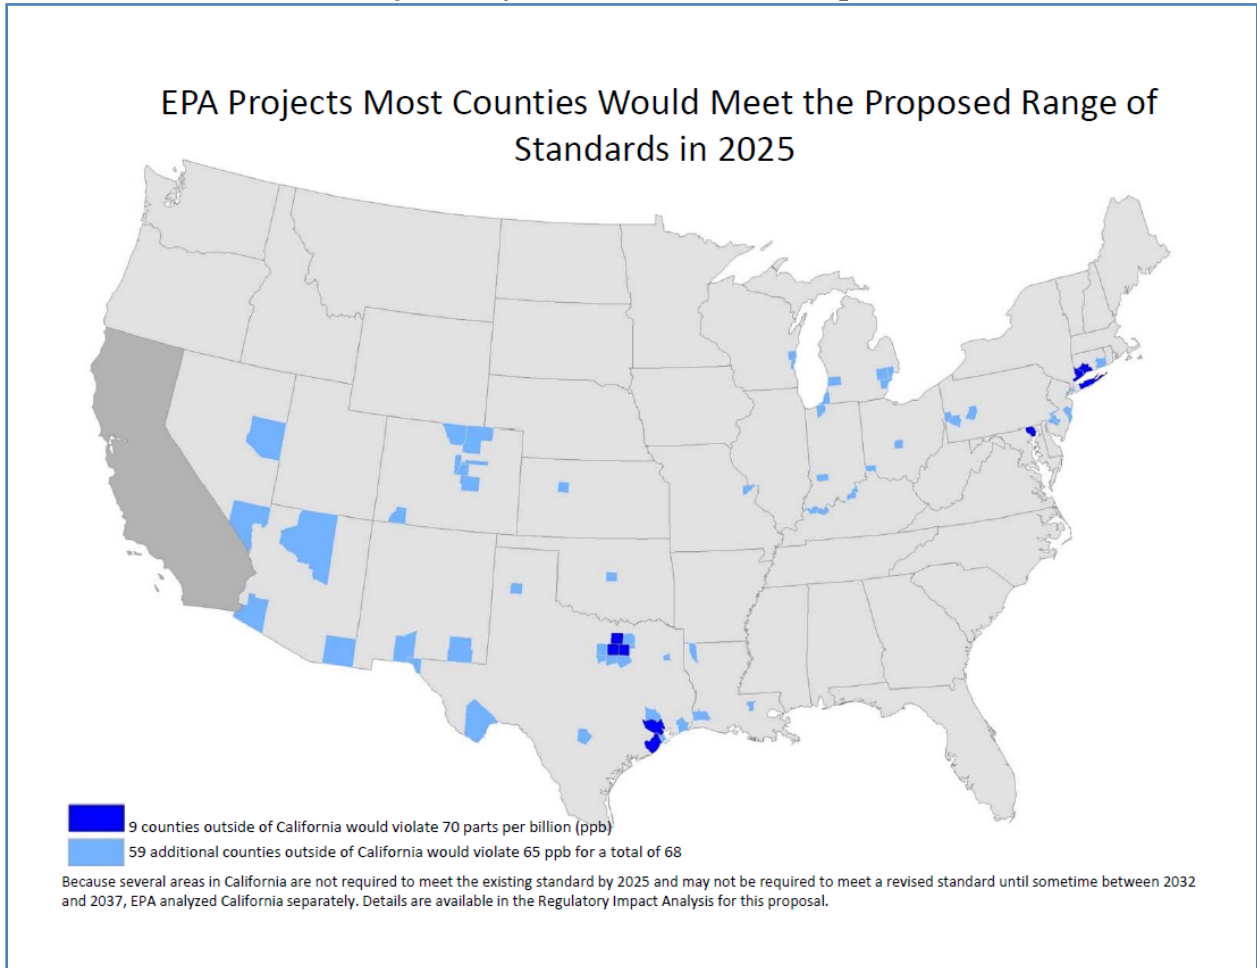 EPA Projects Most Counties Would Meet the Proposed Range of
Standards in 2025
9 counties outside of California would violate 70 parts per billion (ppb)
59 additional counties outside of California would violate 65 ppb for a total of 68
Because several areas in California are not required to meet the existing standard by 2025 and may not be required to meet a revised standard until sometime between 2032
and 2037, EPA analyzed California separately. Details are available in the Regulatory Impact Analysis for this proposal.